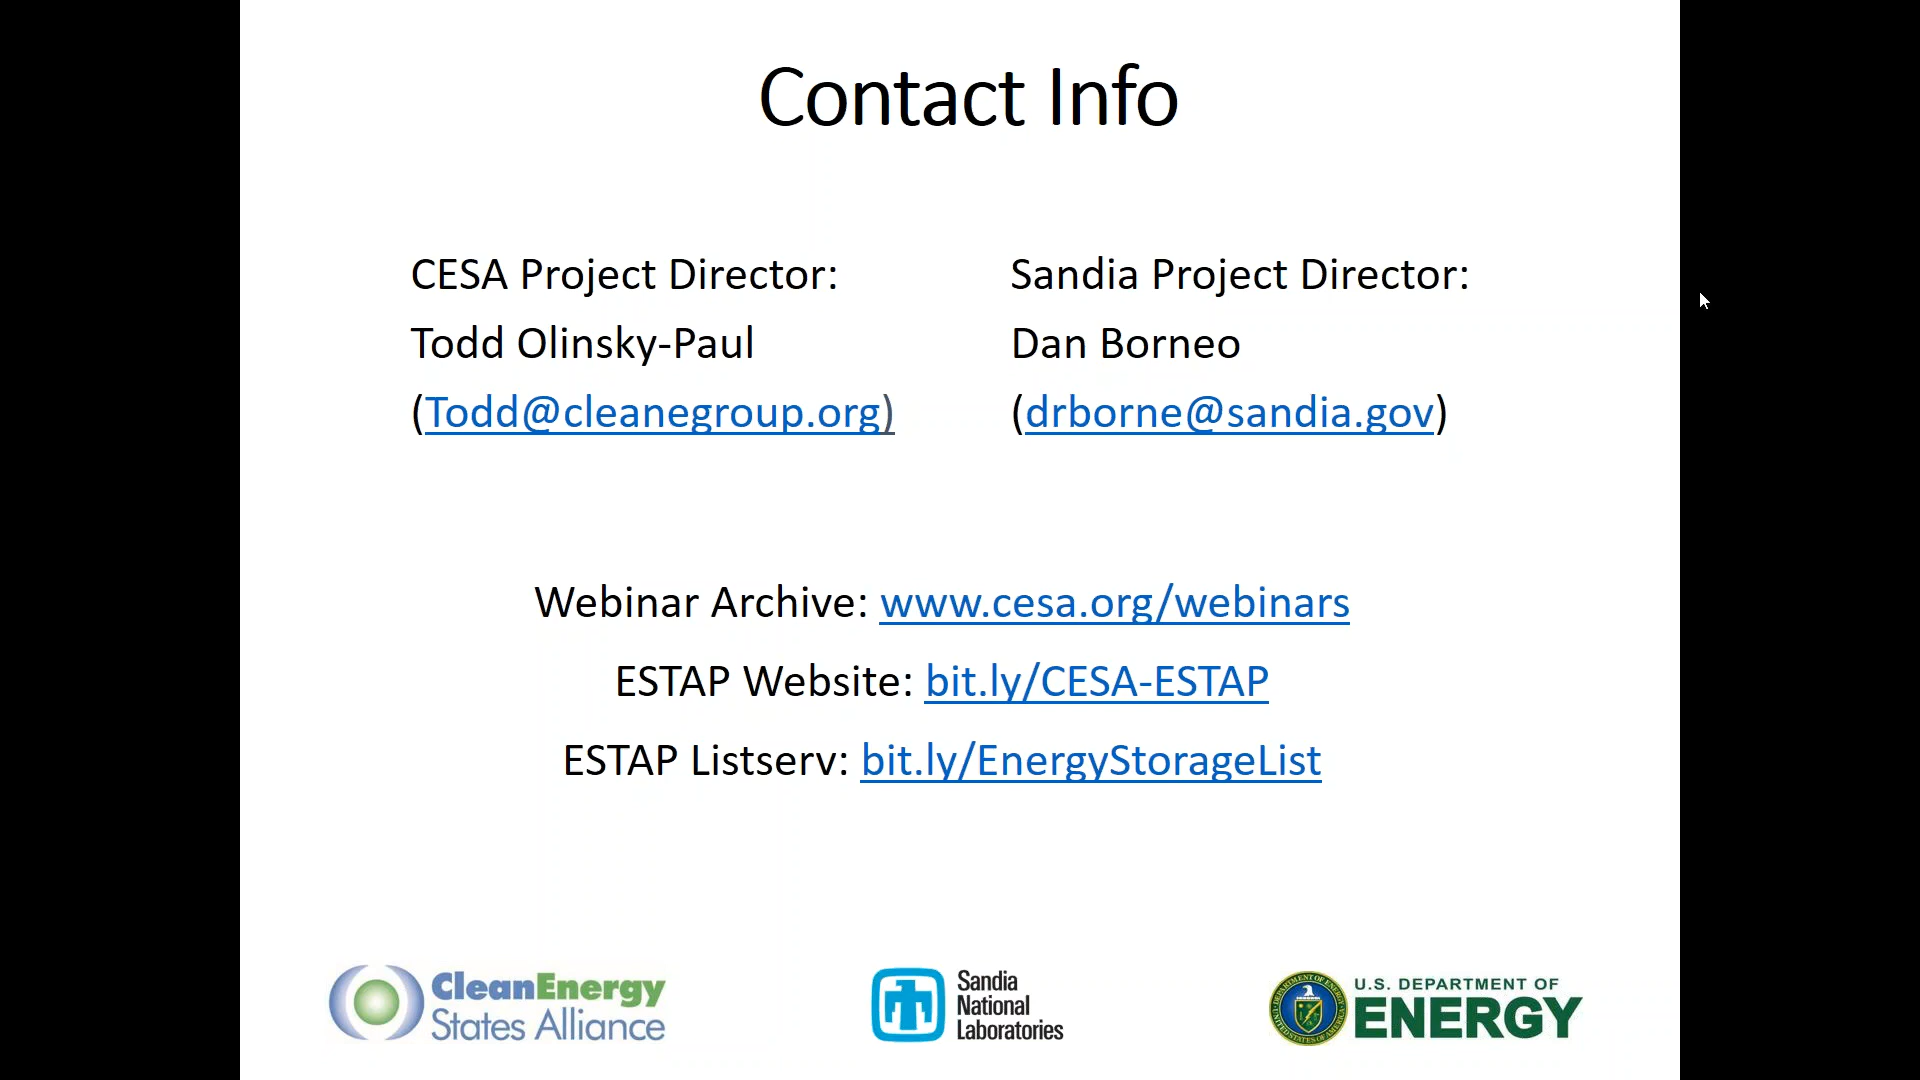 Contact Info
CESA Project Director:
Todd Olinsky-Paul
(Todd@cleanegroup.org)
Sandia Project Director:
Dan Borneo
(drborne@sandia.gov)
Webinar Archive: www.cesa.org/webinars
ESTAP Website: bit.ly/CESA-ESTAP
ESTAP Listserv: bit.ly/EnergyStorageList
CleanEnergy
States Alliance
Sandia
National
Laboratories
U.S. DEPARTMENT OF
ENERGY